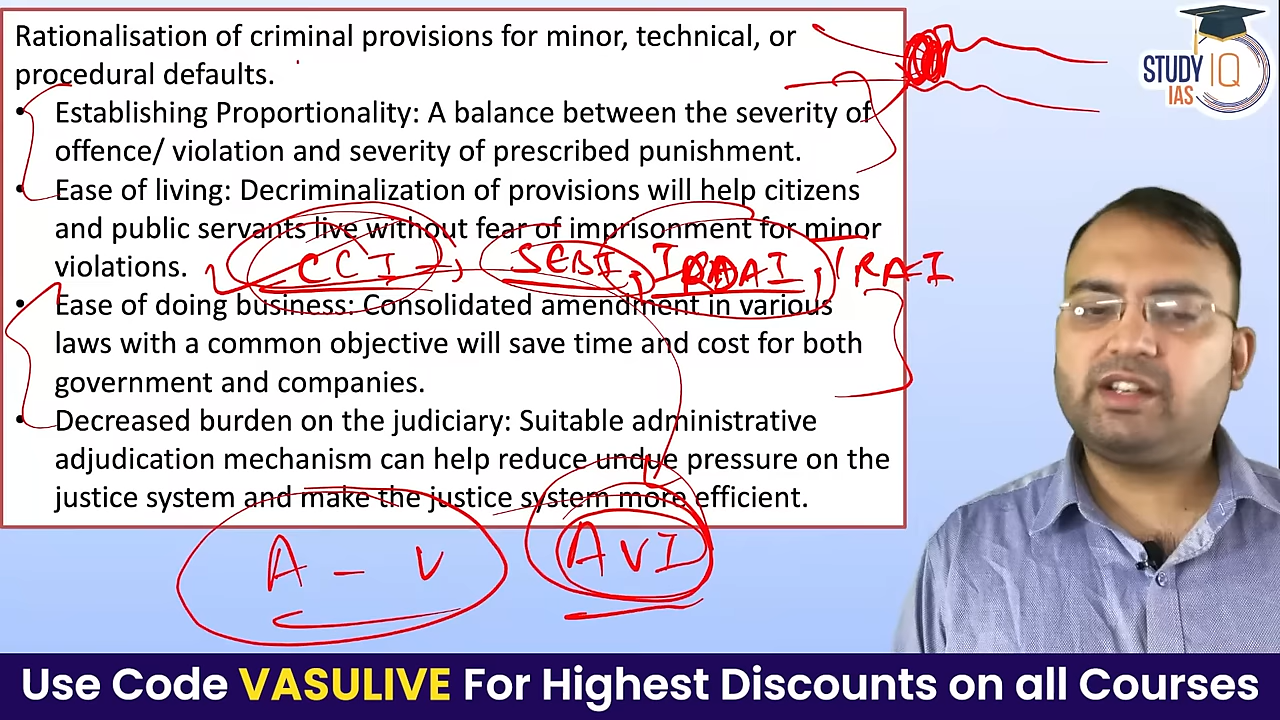 Rationalisation of criminal provisions for minor, technical, or
procedural defaults.
• Establishing Proportionality: A balance between the severity of
offence/ violation and severity of prescribed punishment.
• Ease of living: Decriminalization of provisions will help citizens
and public servants live without fear of imprisonment for minor
violations.
CCI, SEBI, IRDAI, TRAI
• Ease of doing business: Consolidated amendment in various
laws with a common objective will save time and cost for both
government and companies.
• Decreased burden on the judiciary: Suitable administrative
adjudication mechanism can help reduce undue pressure on the
justice system and make the justice system more efficient.
A – V
AVI
STUDY IQ
IAS
Use Code VASULIVE For Highest Discounts on all Courses